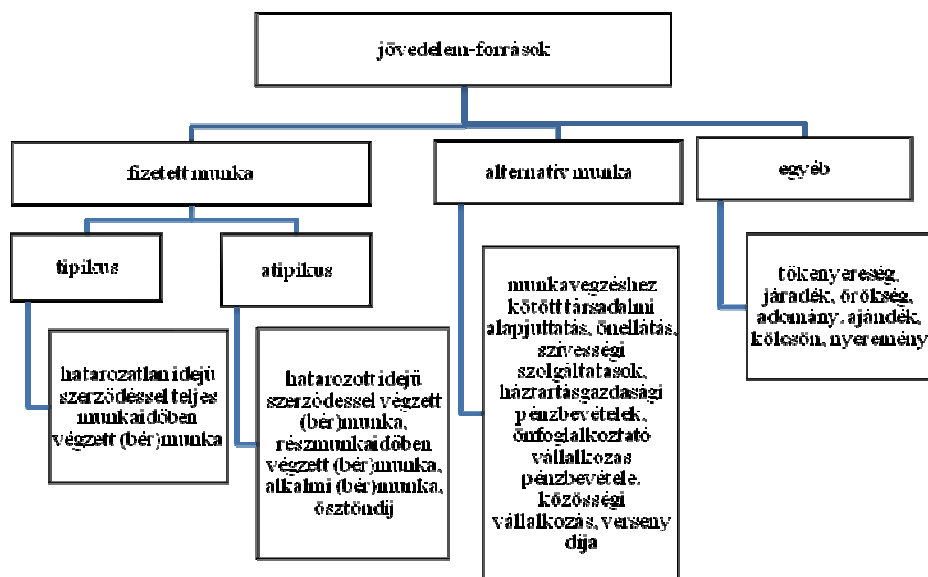 jövedelem-források
fizetett munka
alternatív munka
egyéb
tipikus
atipikus
határozatlan idejű
szerződéssel teljes
munkaidőben
végzett (bér)munka
határozott idejű
szerződessel végzett
(bér)munka,
részmunkaidőben
végzett (bér)munka,
alkalmi (bér)munka,
ösztöndíj
munkavégzéshez
kötött társadalmi
alapjuttatás, önellátás,
szívességi
szolgáltatások,
háztartásgazdasági
pénzbevételek,
önfoglalkoztató
vállalkozás
pénzbevétele,
közösségi
vállalkozás, verseny
díja
tőkenyereség,
járadék, örökség,
adomány, ajándék,
kölcsön, nyeremény